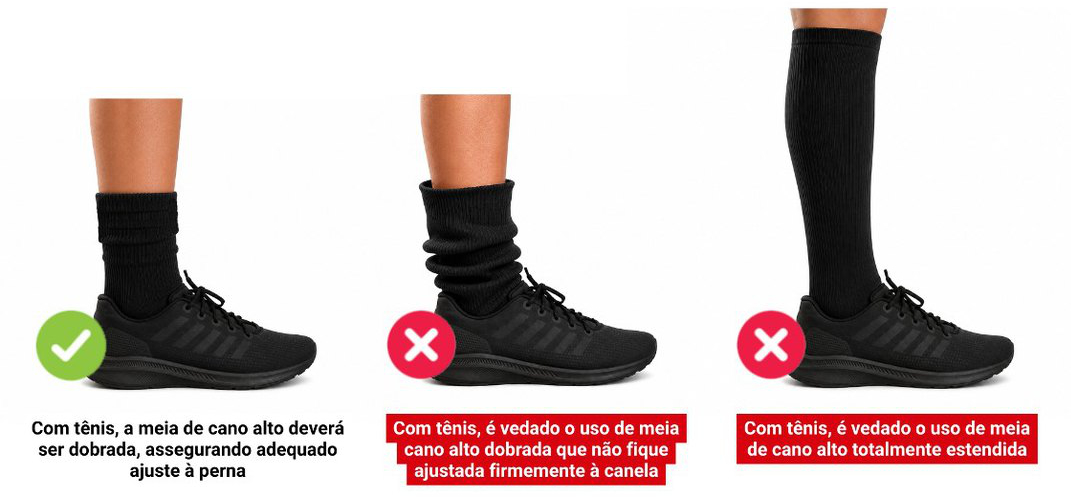 Com tênis, a meia de cano alto deverá
ser dobrada, assegurando adequado
ajuste à perna
Com tênis, é vedado o uso de meia
cano alto dobrada que não fique
ajustada firmemente à canela
Com tênis, é vedado o uso de meia
de cano alto totalmente estendida